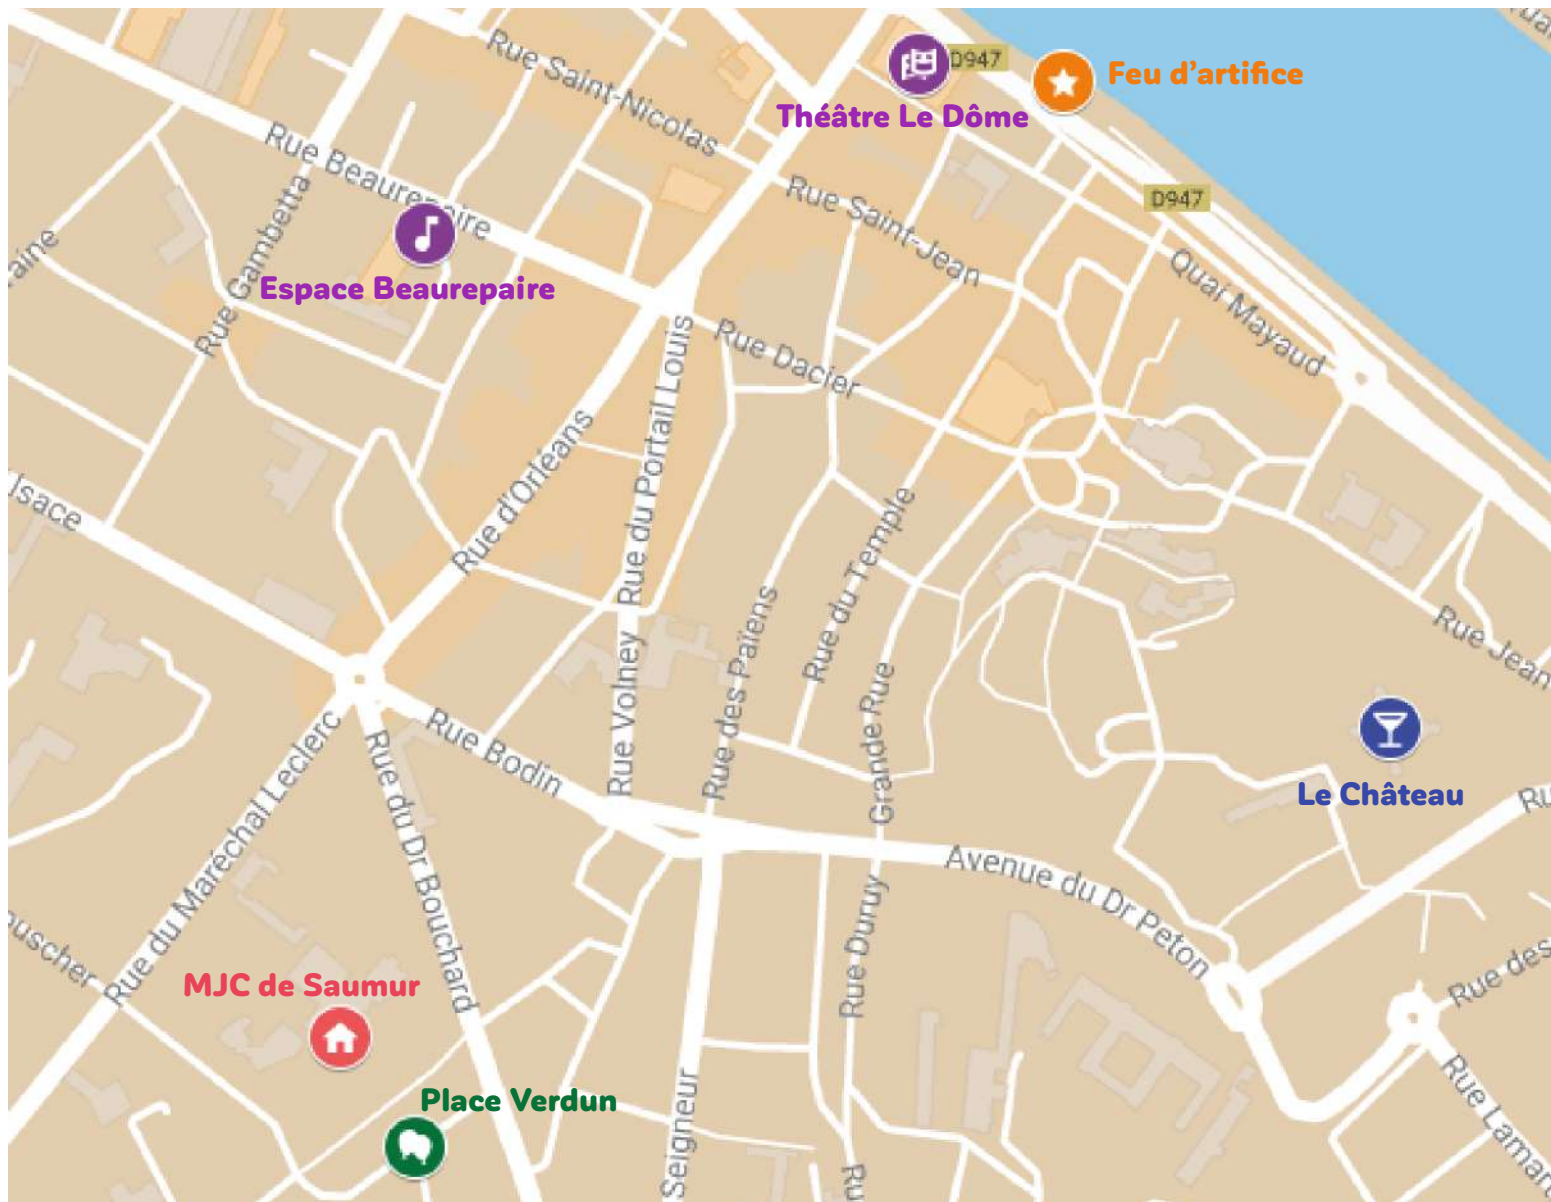 Rue Saint-Nicolas
D947
Feu d’artifice
Théâtre Le Dôme
Rue Beaurepaire
D947
Rue Saint-Jean
Rue Gambetta
Espace Beaurepaire
Quai Mayaud
Rue Dacier
Rue du Portail Louis
Rue d'Orléans
Rue du Temple
Rue des Païens
Rue Jean
Rue Volney
Grande Rue
Rue Bodin
Rue du Maréchal Leclerc
Rue du Dr Bouchard
Le Château
Avenue du Dr Peton
Rue Duruy
Rue des
MJC de Saumur
Place Verdun
Seigneur
Rue Lamar